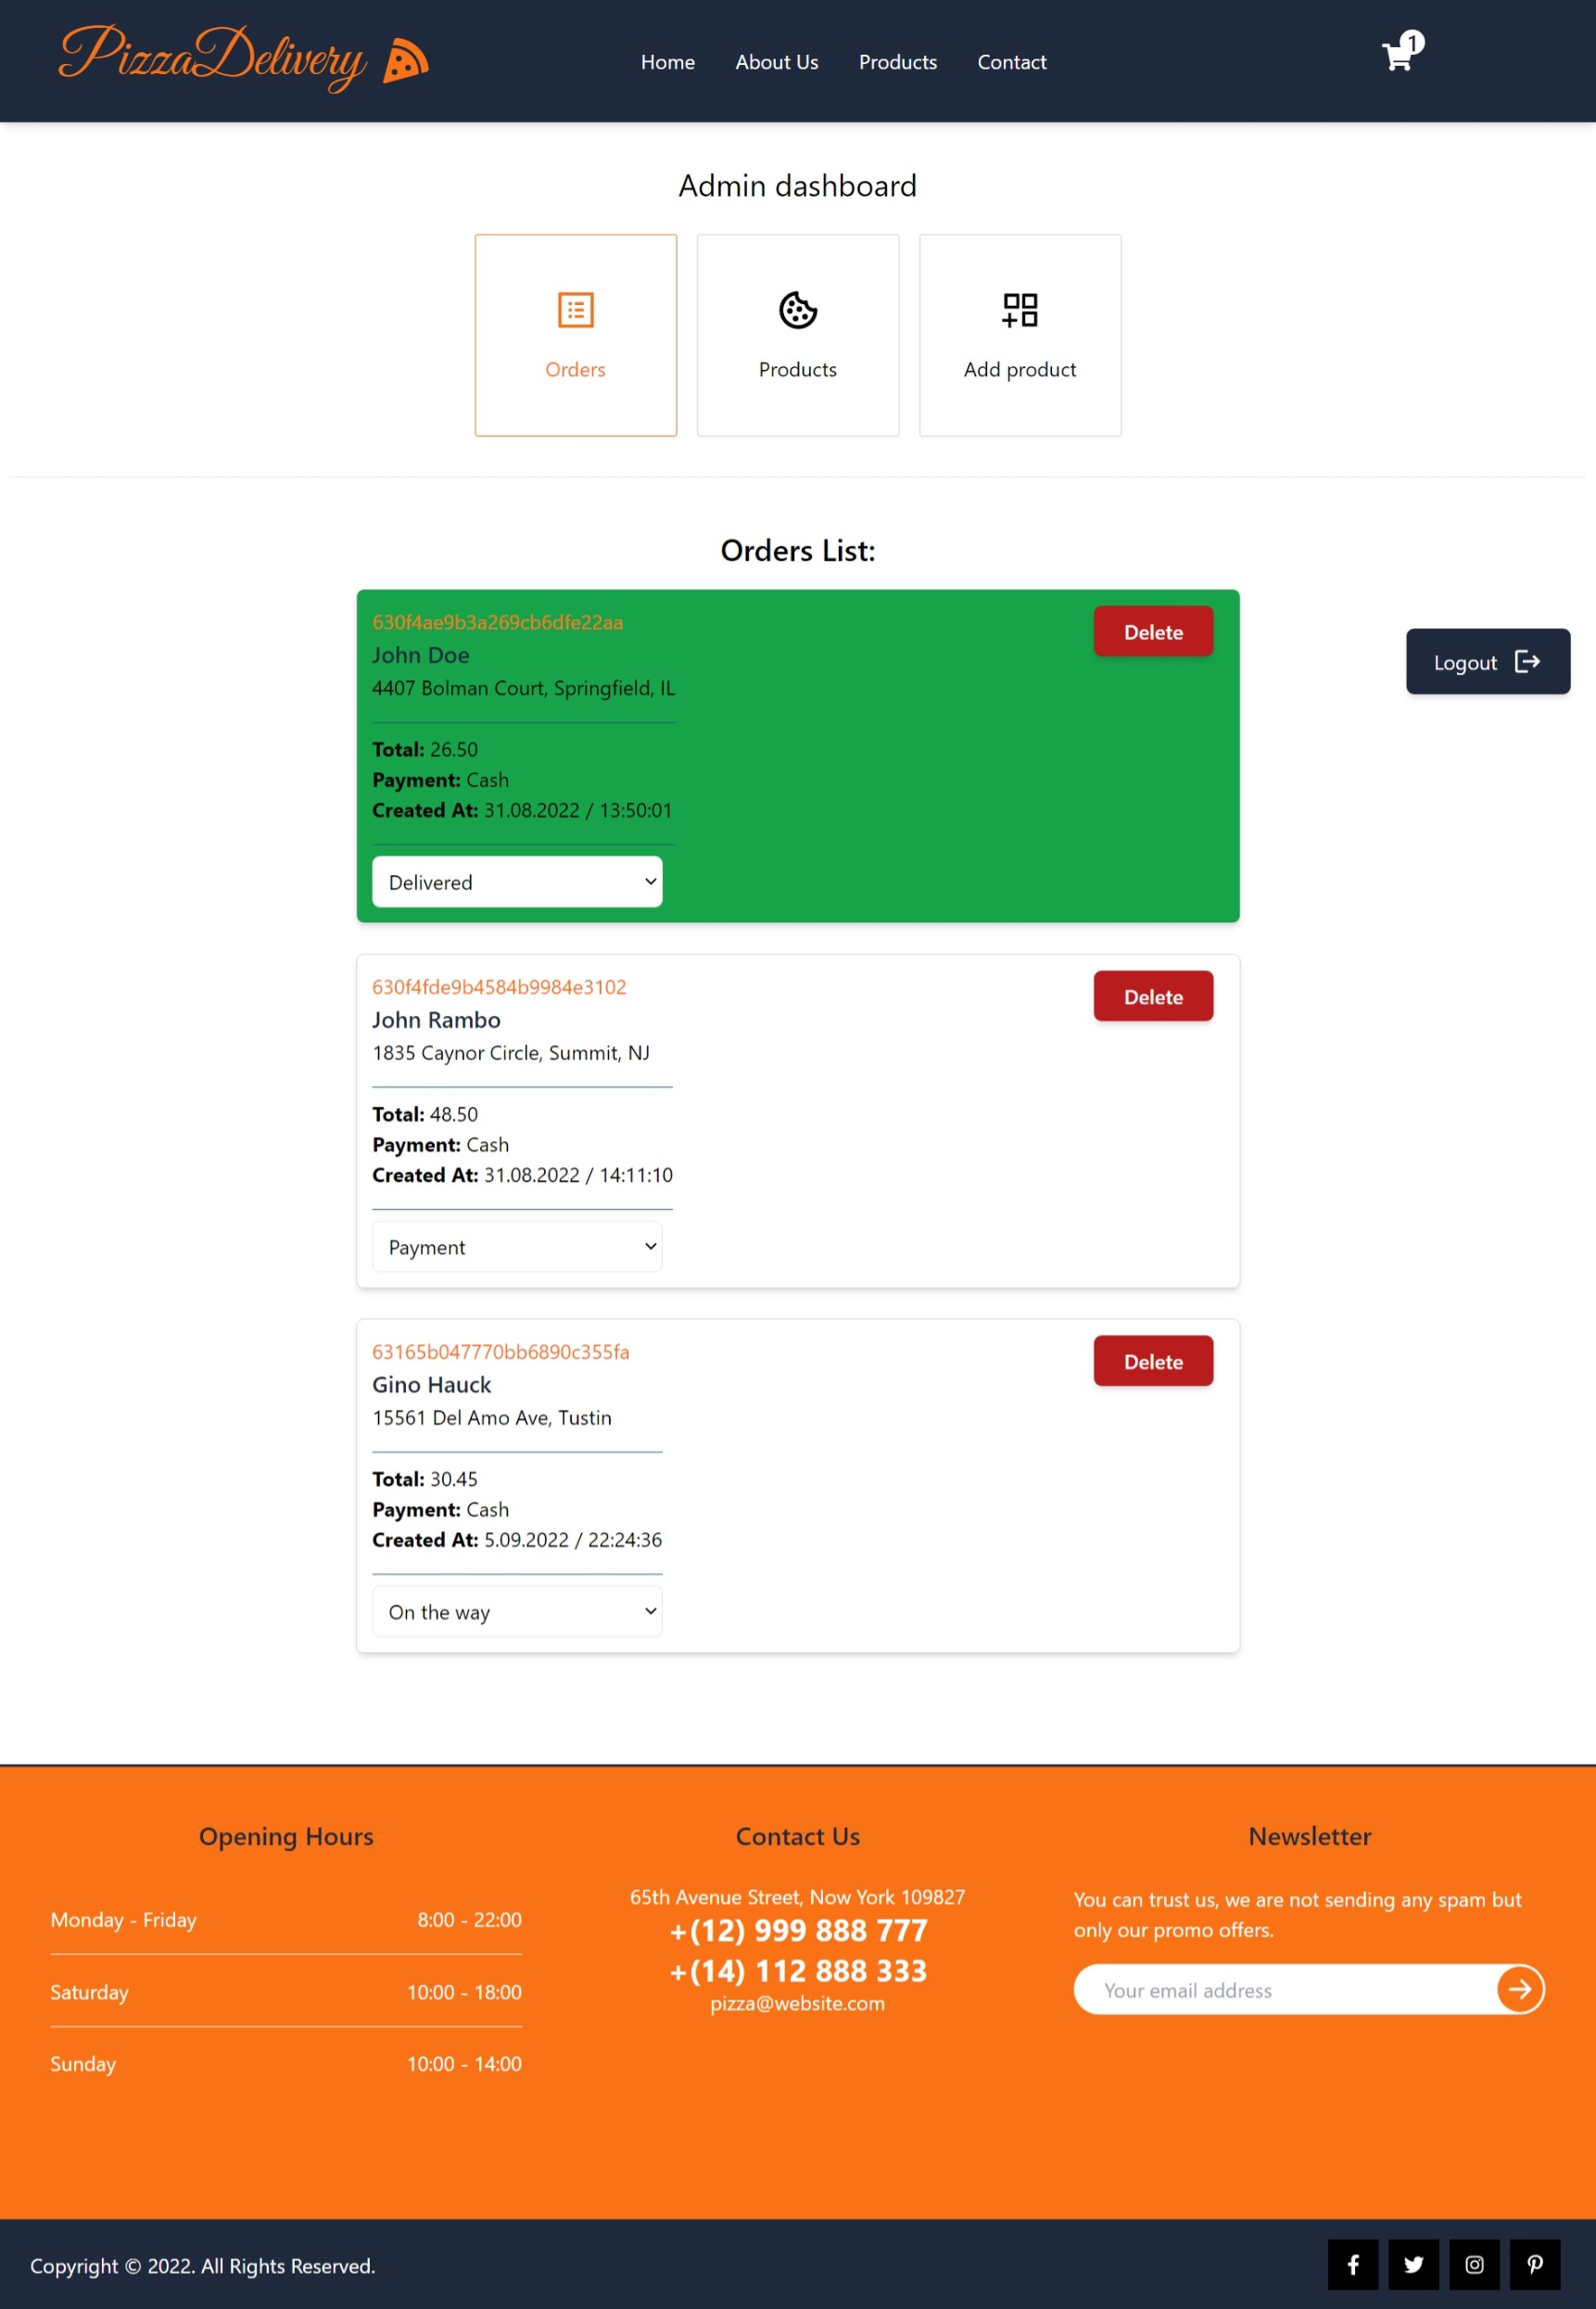 PizzaDelivery
Home About Us Products Contact
1
Admin dashboard
Orders Products Add product
Orders List:
630f4ae9b3a269cb6dfe22aa
Delete
John Doe
4407 Bolman Court, Springfield, IL
Total: 26.50
Payment: Cash
Created At: 31.08.2022 / 13:50:01
Delivered
Logout
630f4fde9b4584b9984e3102
Delete
John Rambo
1835 Caynor Circle, Summit, NJ
Total: 48.50
Payment: Cash
Created At: 31.08.2022 / 14:11:10
Payment
63165b047770bb6890c355fa
Delete
Gino Hauck
15561 Del Amo Ave, Tustin
Total: 30.45
Payment: Cash
Created At: 5.09.2022 / 22:24:36
On the way
Opening Hours
Monday - Friday 8:00 - 22:00
Saturday 10:00 - 18:00
Sunday 10:00 - 14:00
Contact Us
65th Avenue Street, Now York 109827
+(12) 999 888 777
+(14) 112 888 333
pizza@website.com
Newsletter
You can trust us, we are not sending any spam but
only our promo offers.
Your email address
Copyright © 2022. All Rights Reserved.